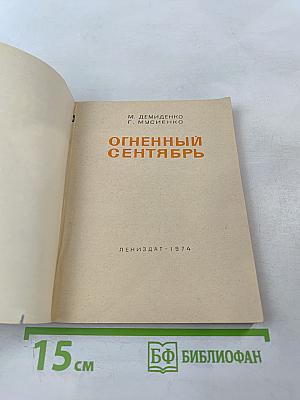 М. ДЕМИДЕНКО
Г. МУСИЕНКО
ОГНЕННЫЙ
СЕНТЯБРЬ
ЛЕНИЗДАТ · 1974
15 см
БФ БИБЛИОФАН